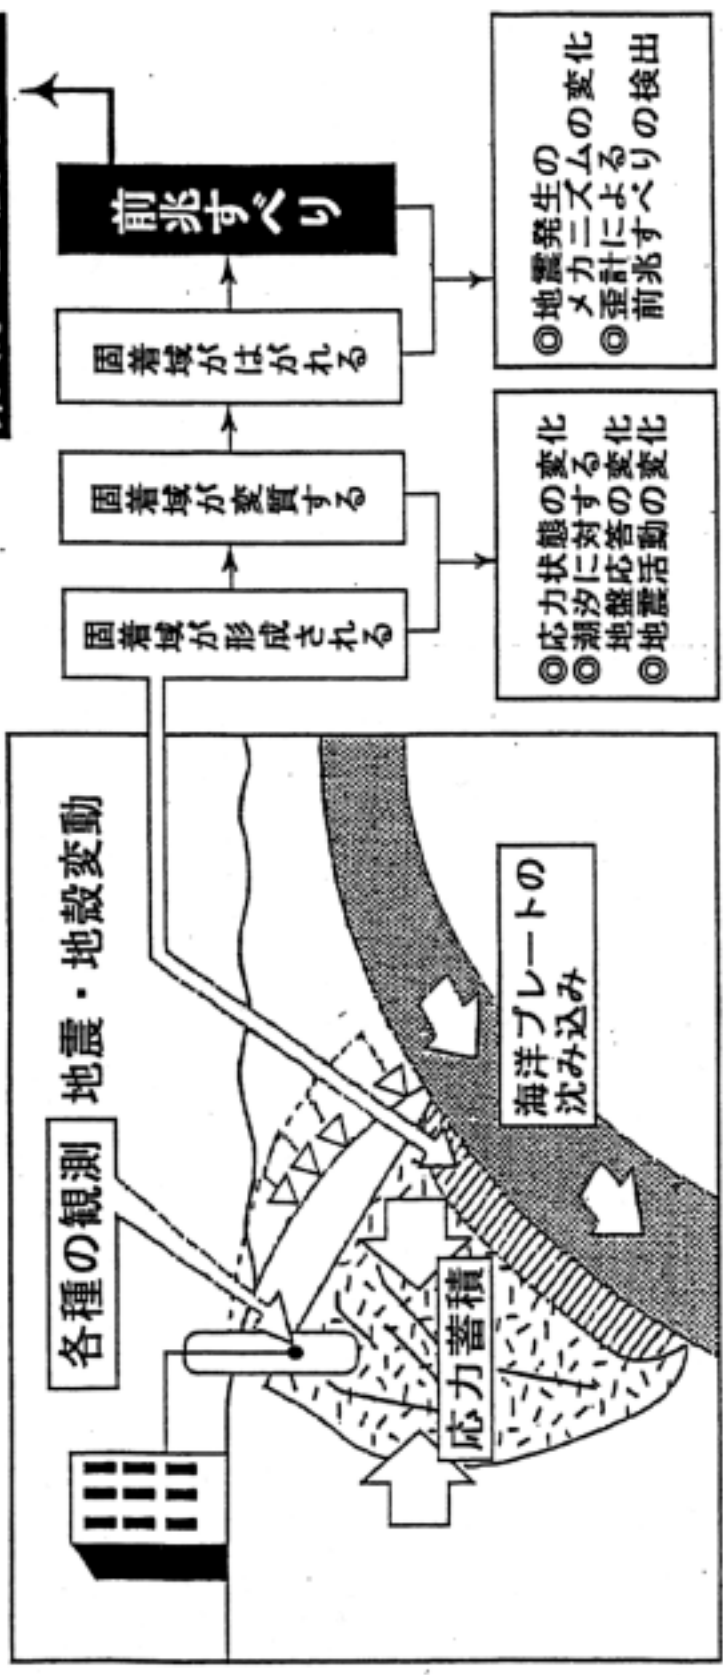 各種の観測
地震・地殻変動
応力蓄積
海洋プレートの
沈み込み
固着域が形成される
固着域が変質する
固着域がはがれる
前兆すべり
◎応力状態の変化
◎潮汐に対する
地盤応答の変化
◎地震活動の変化
◎地震発生の
メカニズムの変化
◎歪計による
前兆すべりの検出